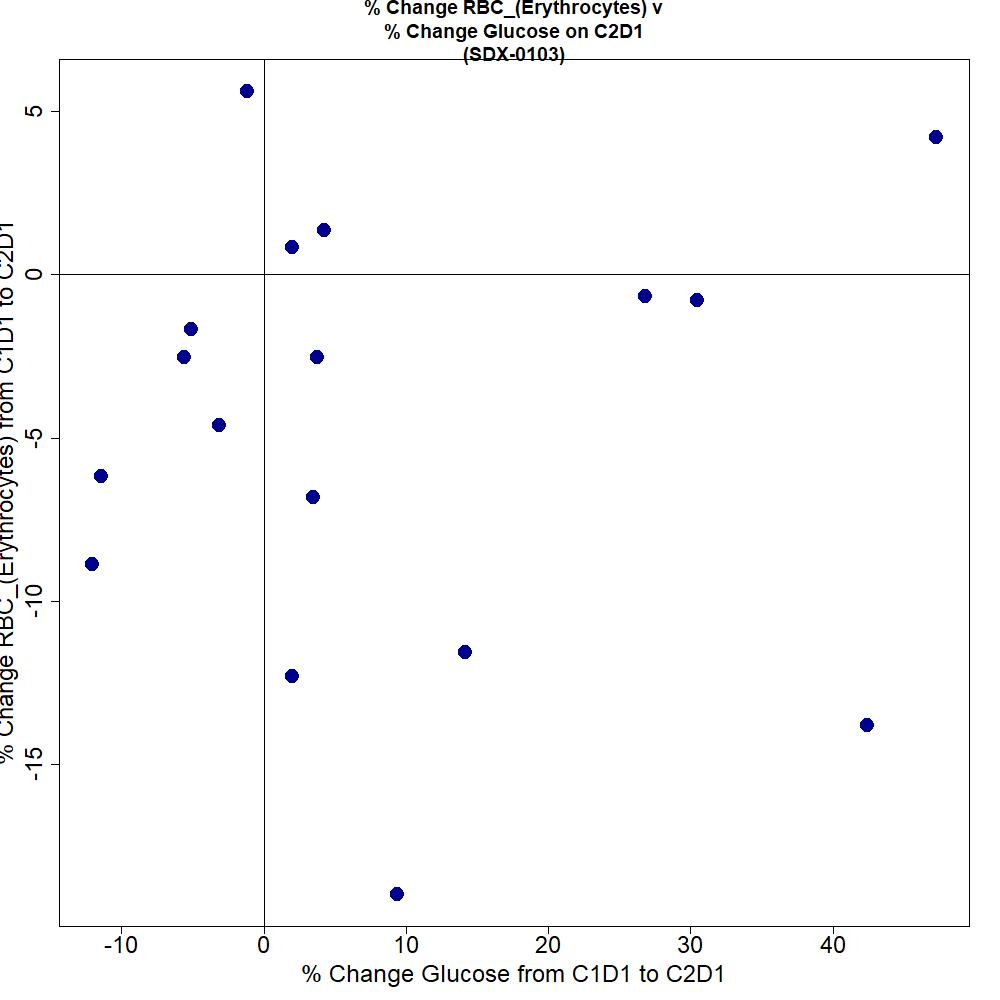 % Change RBC_(Erythrocytes) v
% Change Glucose on C2D1
(SDX-0103)
% Change RBC_(Erythrocytes) from C1D1 to C2D1
5
0
-5
-10
-15
-10 0 10 20 30 40
% Change Glucose from C1D1 to C2D1